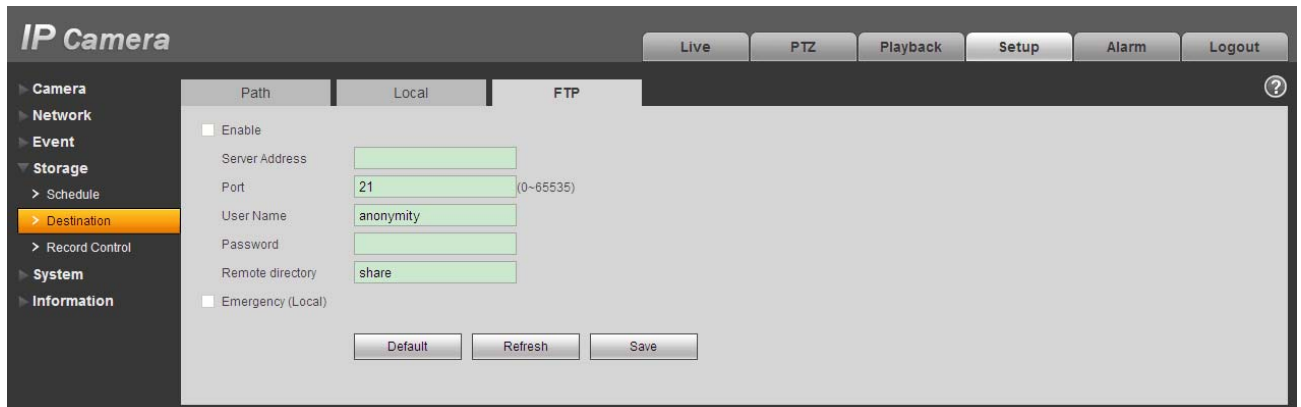 IP Camera
Live PTZ Playback Setup Alarm Logout
Camera
Network
Event
Storage
> Schedule
> Destination
> Record Control
System
Information
Path Local FTP
?
Enable
Server Address
Port 21 (0~65535)
User Name anonymity
Password
Remote directory share
Emergency (Local)
Default Refresh Save